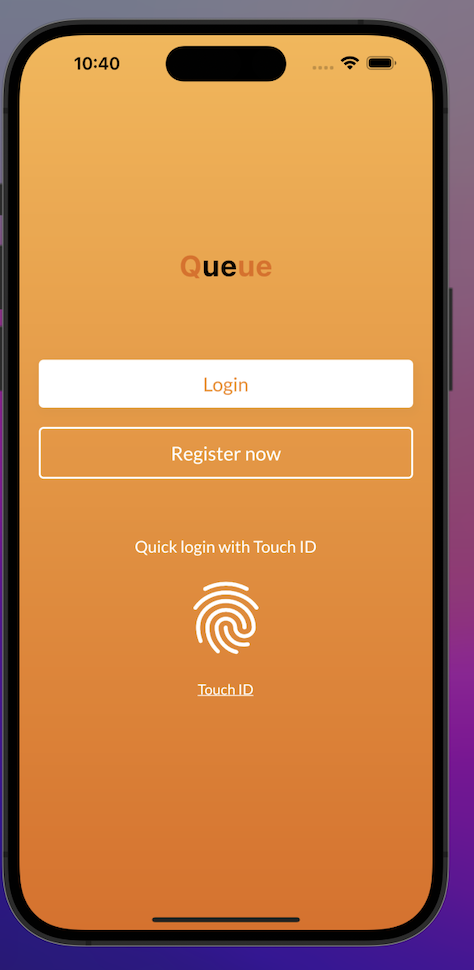 10:40
Queue
Login
Register now
Quick login with Touch ID
Touch ID